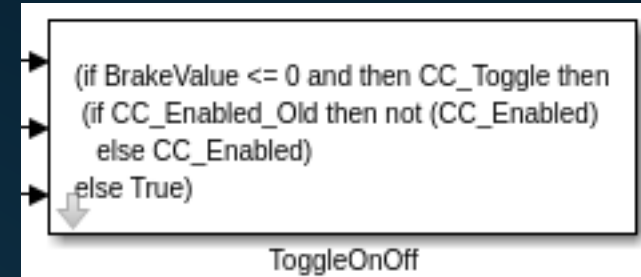 (if BrakeValue <= 0 and then CC_Toggle then
(if CC_Enabled_Old then not (CC_Enabled)
else CC_Enabled)
else True)
ToggleOnOff